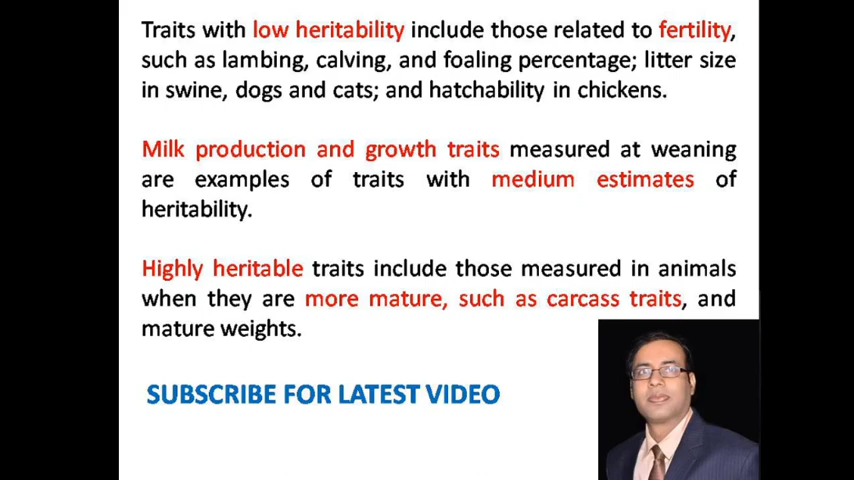 Traits with low heritability include those related to fertility,
such as lambing, calving, and foaling percentage; litter size
in swine, dogs and cats; and hatchability in chickens.
Milk production and growth traits measured at weaning
are examples of traits with medium estimates of
heritability.
Highly heritable traits include those measured in animals
when they are more mature, such as carcass traits, and
mature weights.
SUBSCRIBE FOR LATEST VIDEO